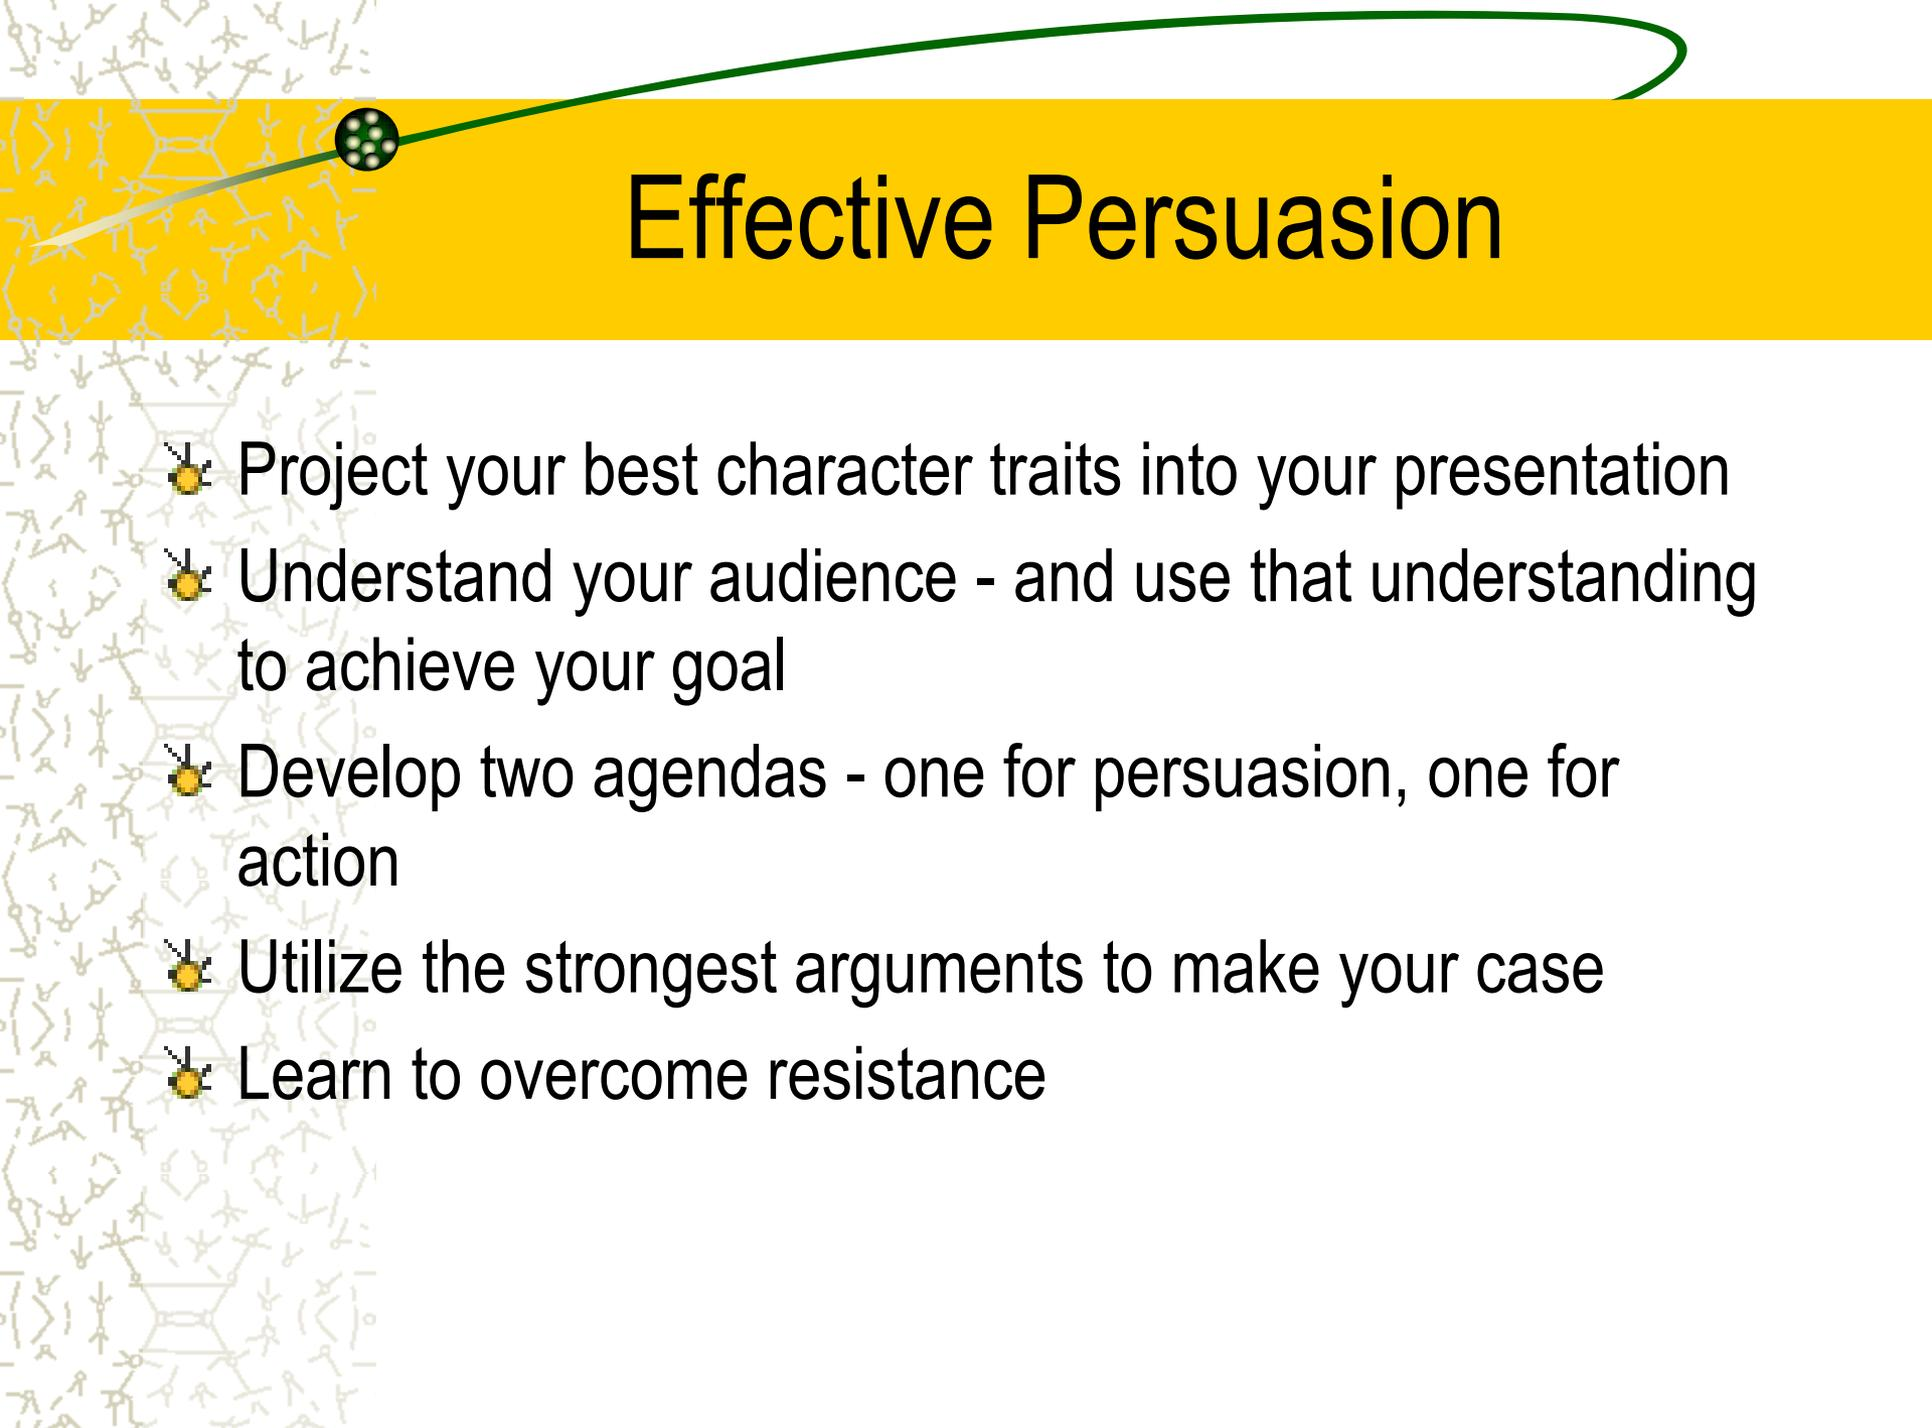 Effective Persuasion
Project your best character traits into your presentation
Understand your audience - and use that understanding
to achieve your goal
Develop two agendas - one for persuasion, one for
action
Utilize the strongest arguments to make your case
Learn to overcome resistance